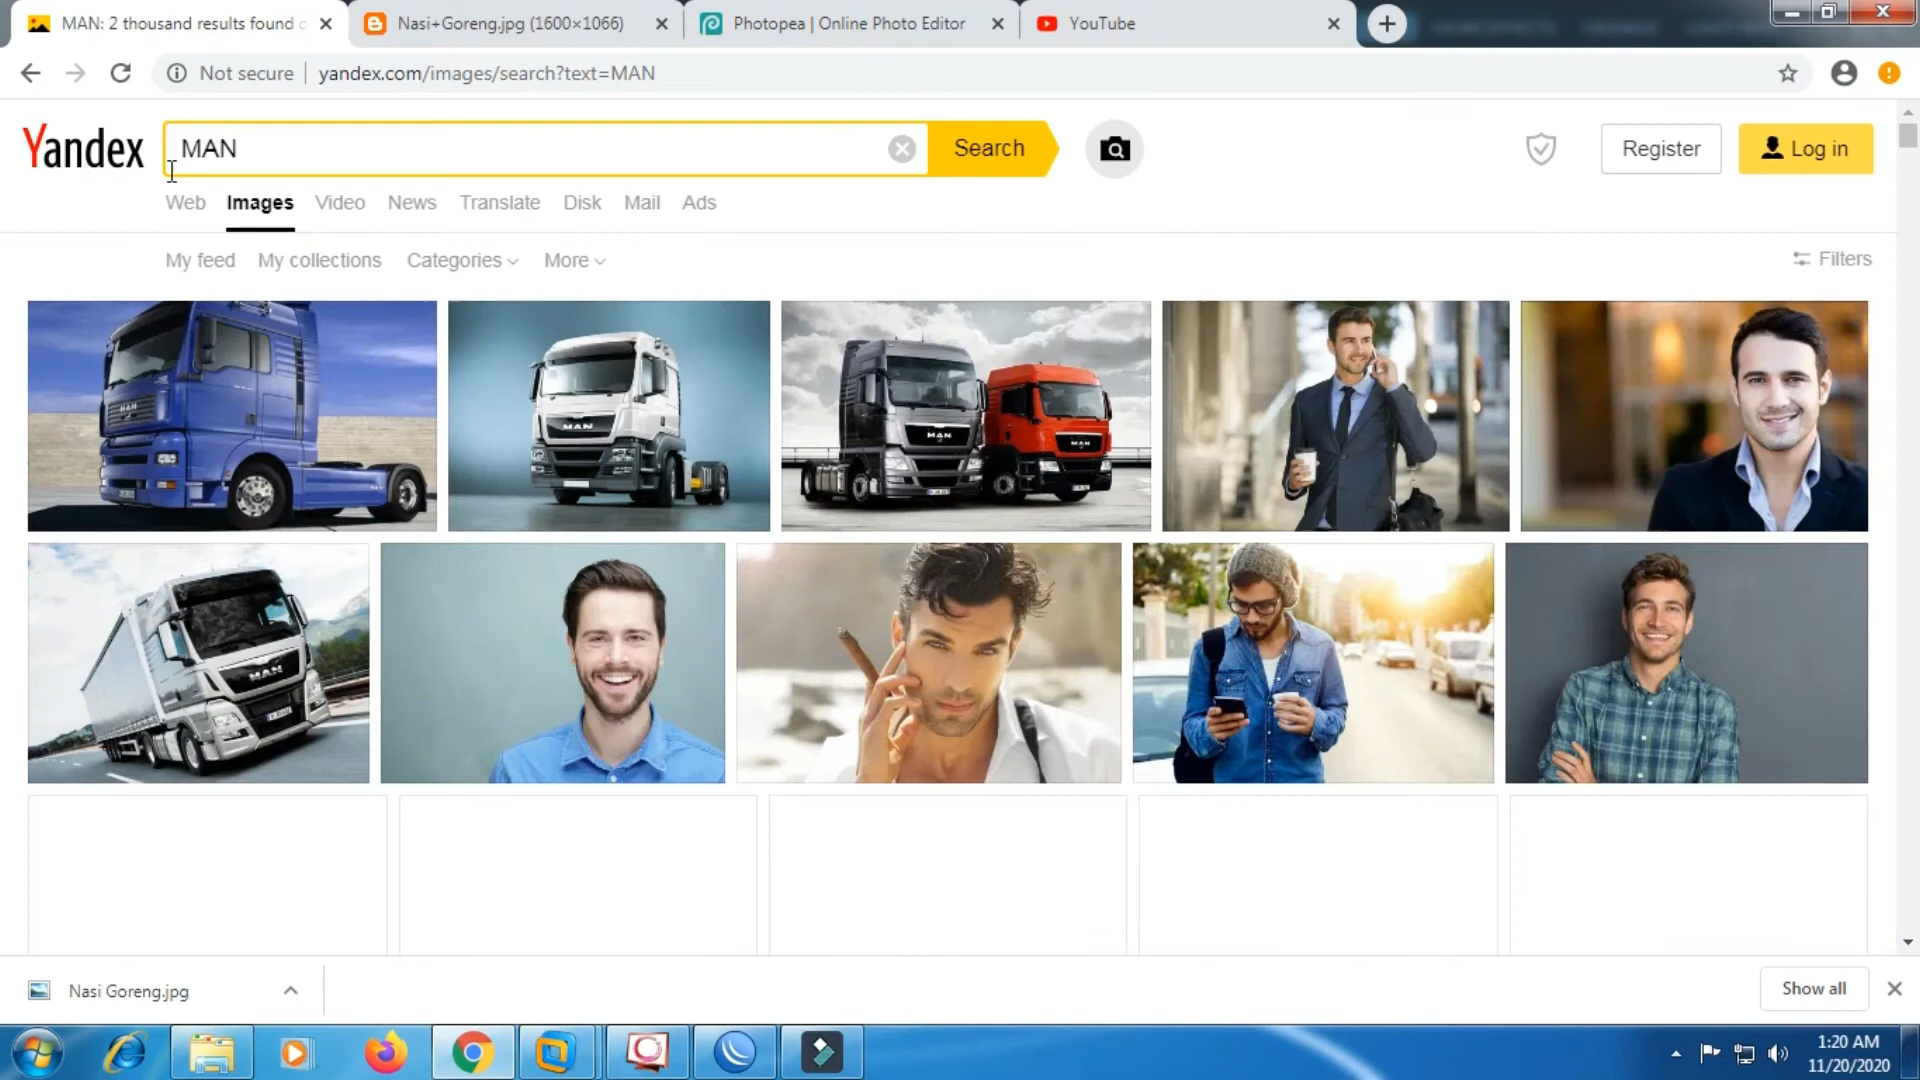 MAN: 2 thousand results found o
Nasi+Goreng.jpg (1600×1066)
Photopea | Online Photo Editor
YouTube
Not secure
yandex.com/images/search?text=MAN
Yandex
MAN
Search
Register
Log in
Web
Images
Video
News
Translate
Disk
Mail
Ads
My feed
My collections
Categories
More
Filters
MAN
MAN
MAN
MAN
MAN
Nasi Goreng.jpg
Show all
1:20 AM
11/20/2020